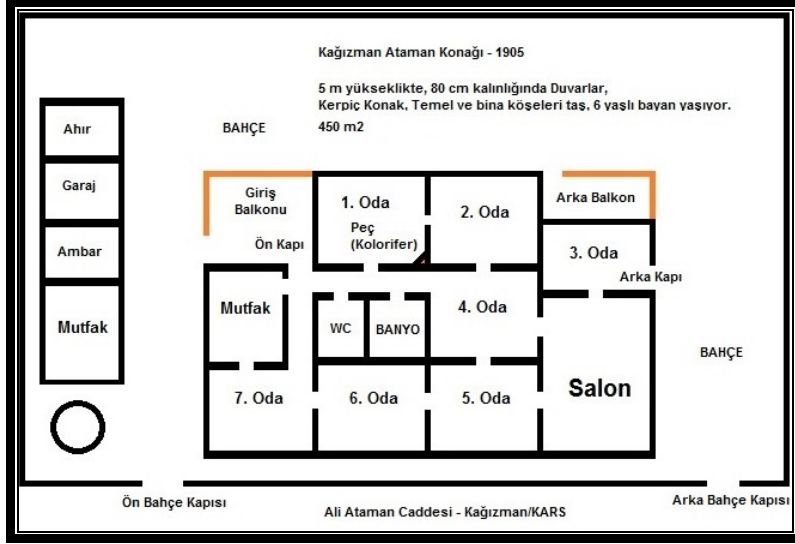 Kağızman Ataman Konağı - 1905
5 m yükseklikte, 80 cm kalınlığında Duvarlar,
Kerpiç Konak, Temel ve bina köşeleri taş, 6 yaşlı bayan yaşıyor.
450 m2
BAHÇE
Ahır
Garaj
Ambar
Mutfak
Giriş
Balkonu
Ön Kapı
1. Oda
Peç
(Kolorifer)
2. Oda
Arka Balkon
3. Oda
Arka Kapı
Mutfak
WC
BANYO
4. Oda
BAHÇE
7. Oda
6. Oda
5. Oda
Salon
Ön Bahçe Kapısı
Ali Ataman Caddesi - Kağızman/KARS
Arka Bahçe Kapısı